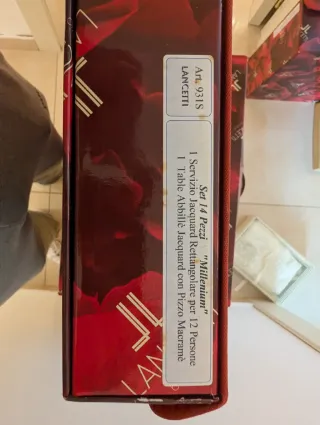 Art. 931S
LANCETTI
Set 14 Pezzi "Millenium"
1 Servizio Jacquard Rettangolare per 12 Persone
1 Table Abbillè Jacquard con Pizzo Macramè